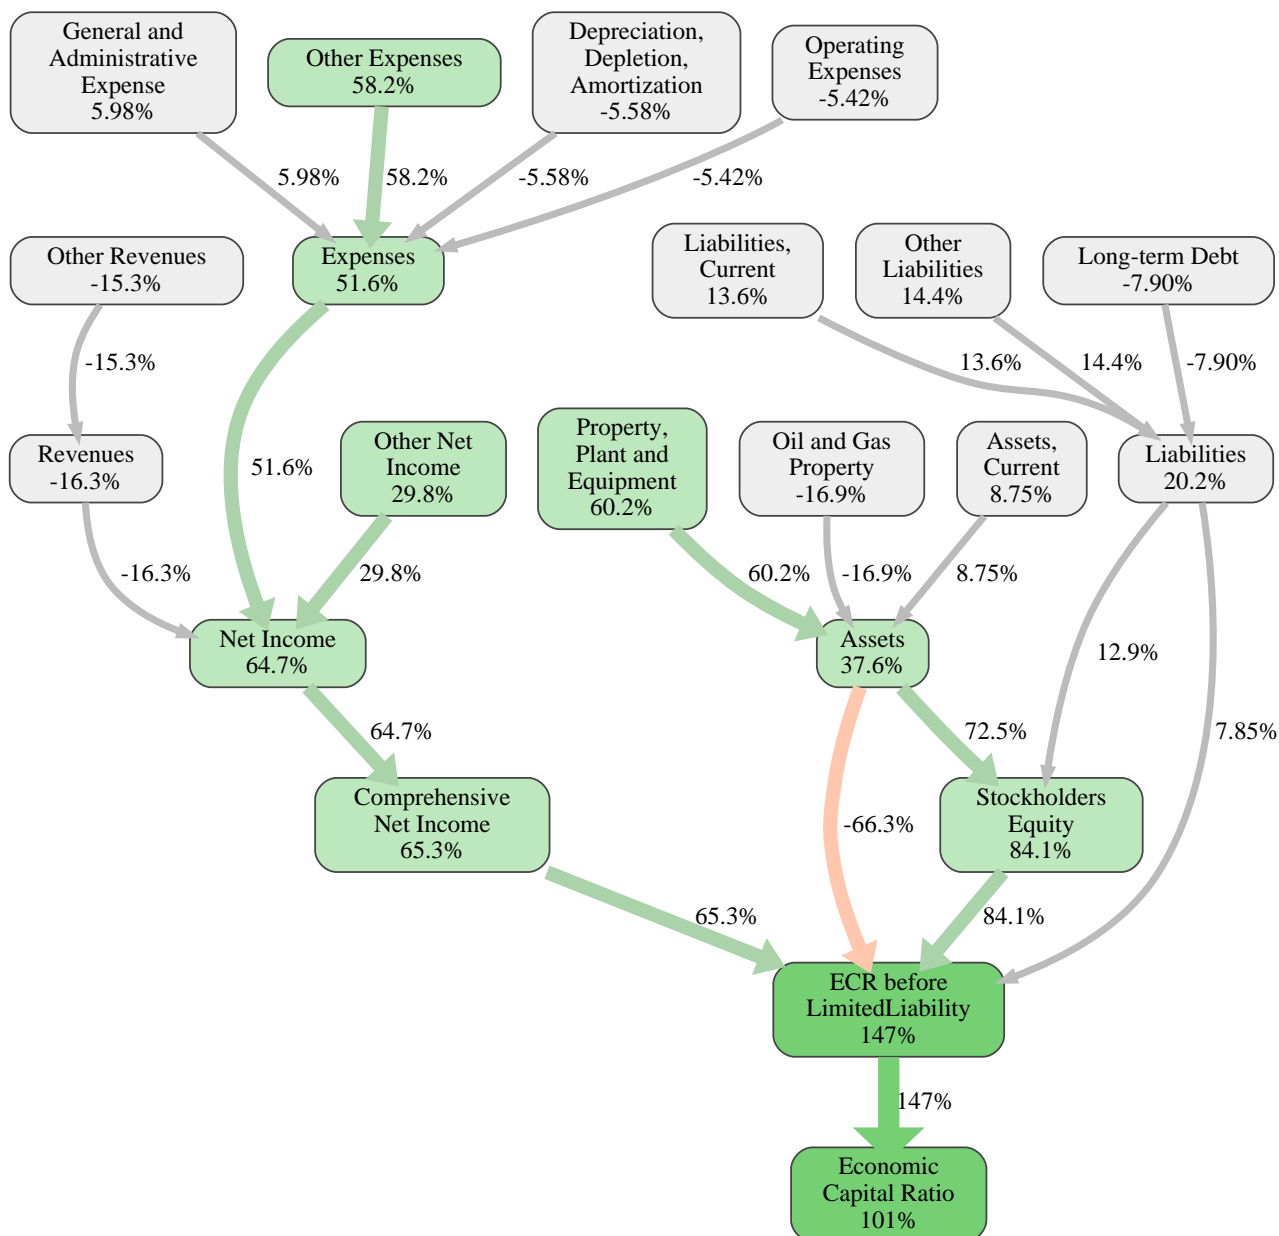 General and
Administrative
Expense
5.98%
Other Expenses
58.2%
Depreciation,
Depletion,
Amortization
-5.58%
Operating
Expenses
-5.42%
5.98%
58.2%
-5.58%
-5.42%
Other Revenues
-15.3%
Expenses
51.6%
Liabilities,
Current
13.6%
Other
Liabilities
14.4%
Long-term Debt
-7.90%
-15.3%
13.6%
14.4%
-7.90%
Revenues
-16.3%
51.6%
Other Net
Income
29.8%
Property,
Plant and
Equipment
60.2%
Oil and Gas
Property
-16.9%
Assets,
Current
8.75%
Liabilities
20.2%
-16.3%
29.8%
60.2%
-16.9%
8.75%
Net Income
64.7%
Assets
37.6%
12.9%
7.85%
64.7%
72.5%
Comprehensive
Net Income
65.3%
-66.3%
Stockholders
Equity
84.1%
65.3%
84.1%
ECR before
LimitedLiability
147%
147%
Economic
Capital Ratio
101%